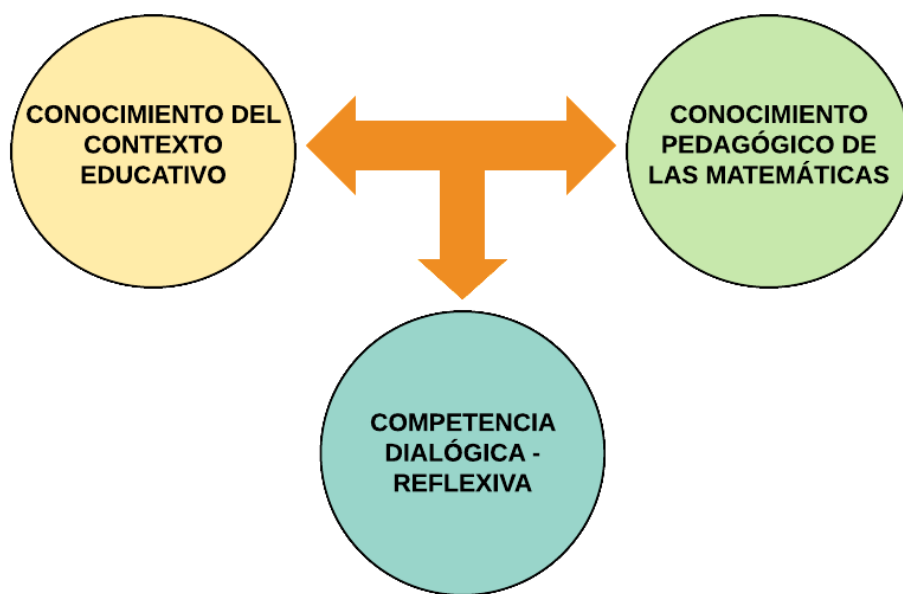 CONOCIMIENTO DEL
CONTEXTO
EDUCATIVO
CONOCIMIENTO
PEDAGÓGICO DE
LAS MATEMÁTICAS
COMPETENCIA
DIALÓGICA -
REFLEXIVA